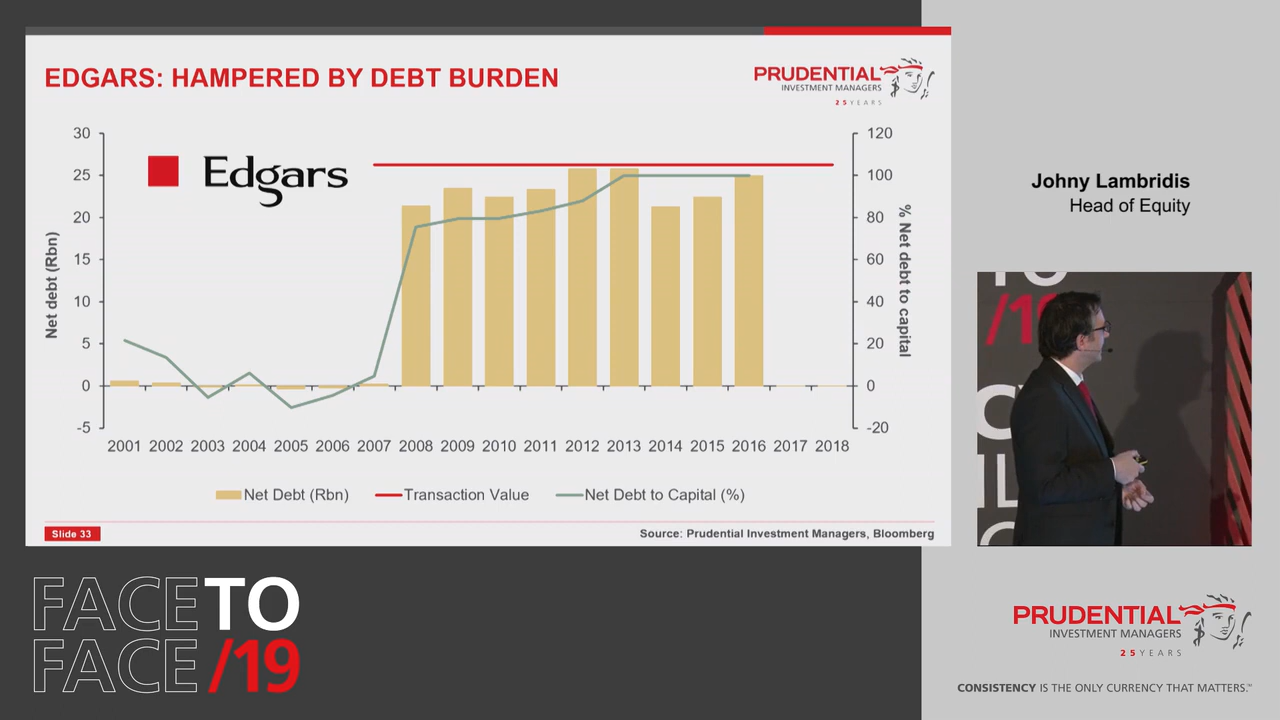 EDGARS: HAMPERED BY DEBT BURDEN
PRUDENTIAL
INVESTMENT MANAGERS
25 YEARS
Edgars
30
25
20
15
10
5
0
-5
Net debt (Rbn)
120
100
80
60
40
20
0
-20
% Net debt to capital
2001 2002 2003 2004 2005 2006 2007 2008 2009 2010 2011 2012 2013 2014 2015 2016 2017 2018
Net Debt (Rbn) Transaction Value Net Debt to Capital (%)
Slide 33
Source: Prudential Investment Managers, Bloomberg
Johny Lambridis
Head of Equity
TO
/19
FACE TO
FACE /19
PRUDENTIAL
INVESTMENT MANAGERS
25 YEARS
CONSISTENCY IS THE ONLY CURRENCY THAT MATTERS.™